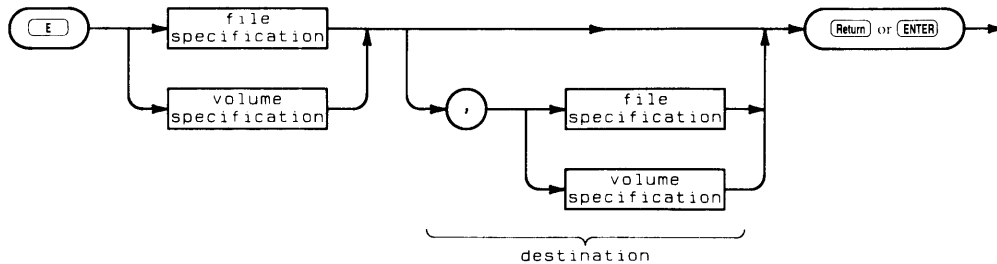 E
file
specification
Return or ENTER
volume
specification
,
file
specification
volume
specification
destination